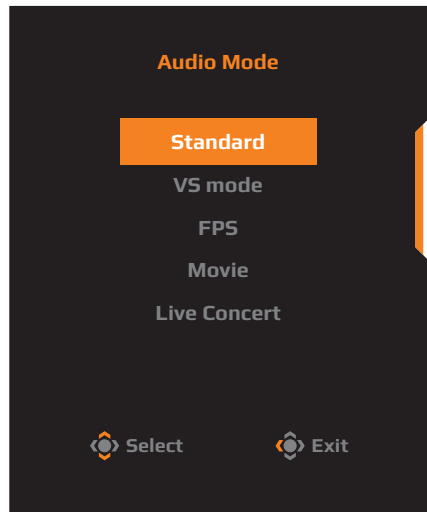 Audio Mode
Standard
VS mode
FPS
Movie
Live Concert
Select Exit